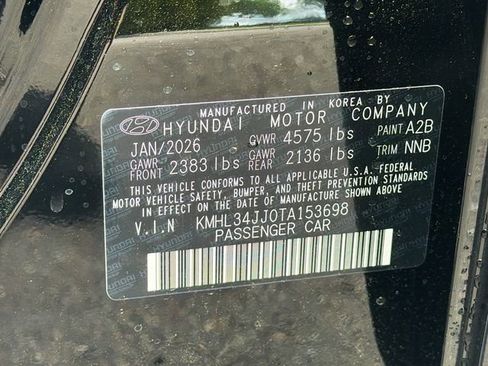 MANUFACTURED IN KOREA BY
HYUNDAI MOTOR COMPANY
JAN/2026 GVWR 4575 lbs PAINT A2B
GAWR FRONT 2383 lbs GAWR REAR 2136 lbs TRIM NNB
THIS VEHICLE CONFORMS TO ALL APPLICABLE U.S.A. FEDERAL
MOTOR VEHICLE SAFETY, BUMPER, AND THEFT PREVENTION STANDARDS
IN EFFECT ON THE DATE OF MANUFACTURE SHOWN ABOVE
V.I.N KMHL34JJ0TA153698
PASSENGER CAR